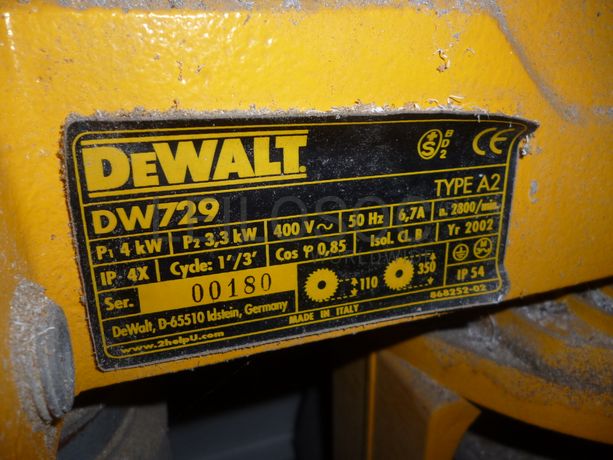 DEWALT.
S B D 2 CE
DW729 TYPE A2
P1 4 kW P2 3,3 kW 400 V~ 50 Hz 6,7A n. 2800/min.
IP 4X Cycle: 1'/3' Cos φ 0,85 Isol. Cl. B Yr 2002
Ser. 00180 110 350 IP 54
868252-02
DeWalt, D-65510 Idstein, Germany MADE IN ITALY
www.2helpU.com